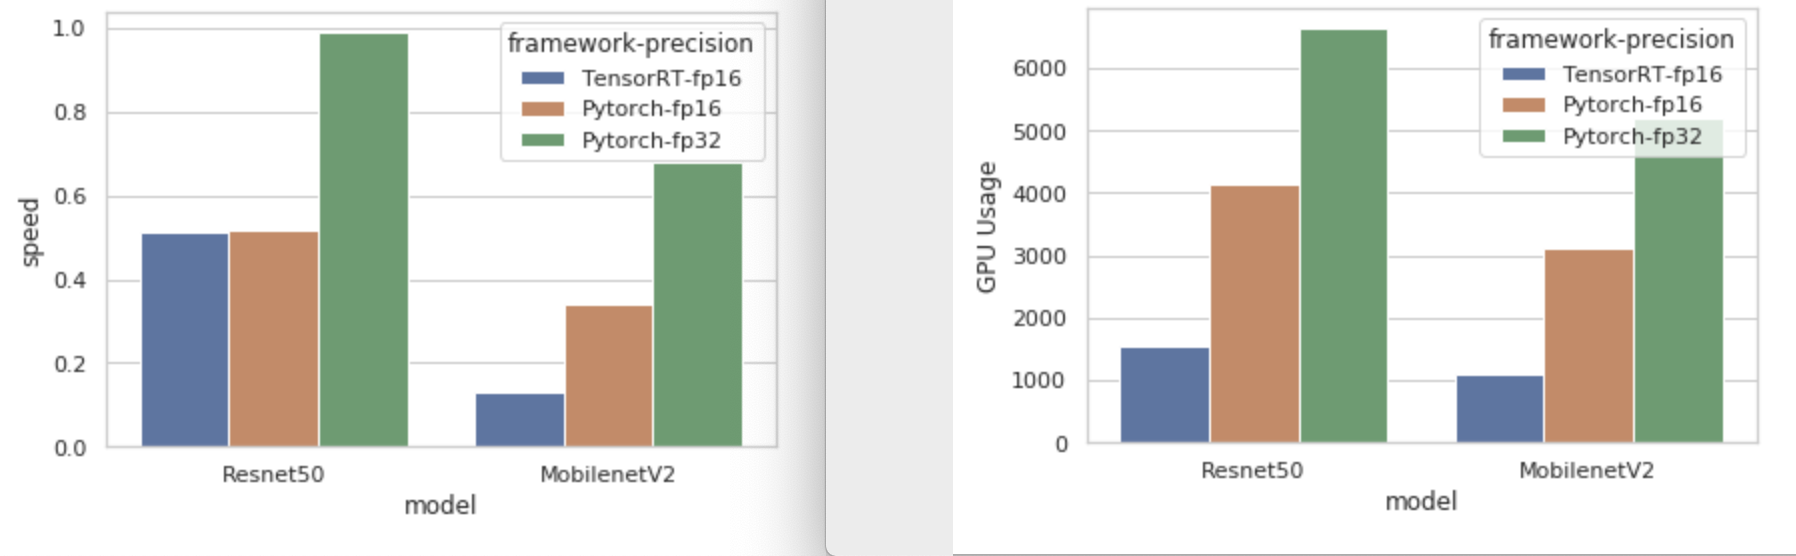 1.0
0.8
0.6
0.4
0.2
0.0
speed
framework-precision
TensorRT-fp16
Pytorch-fp16
Pytorch-fp32
Resnet50
MobilenetV2
model
6000
5000
4000
3000
2000
1000
0
GPU Usage
framework-precision
TensorRT-fp16
Pytorch-fp16
Pytorch-fp32
Resnet50
MobilenetV2
model